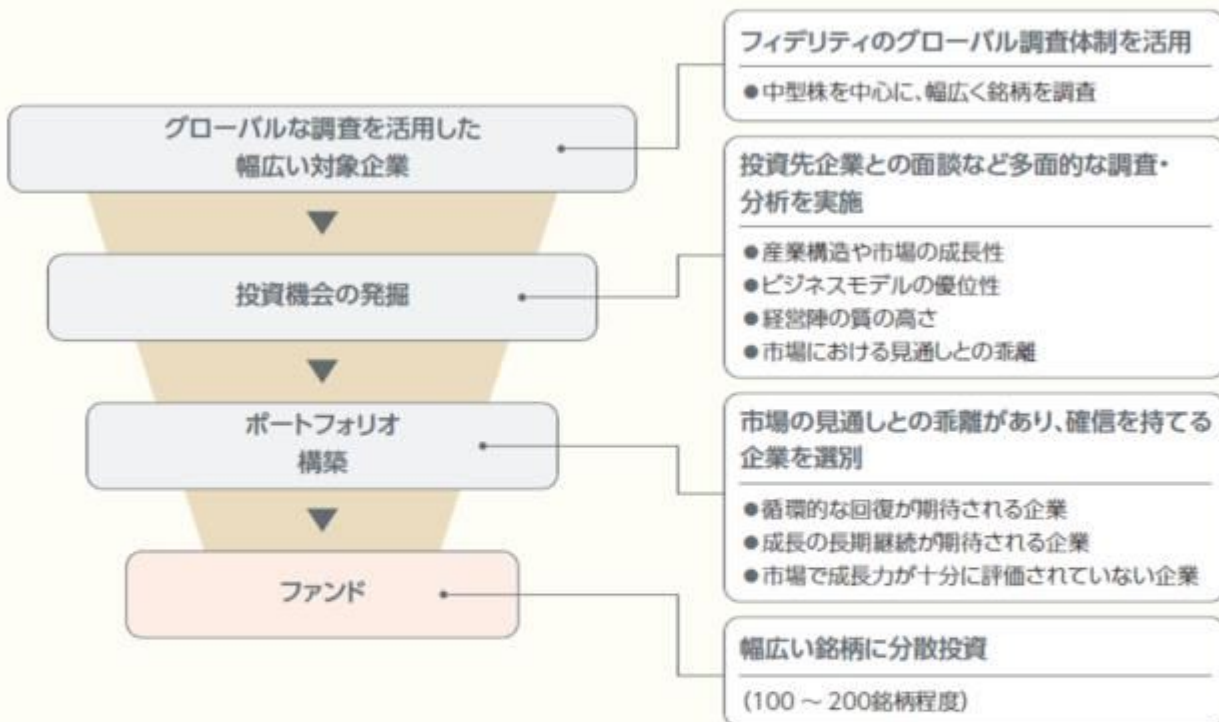 グローバルな調査を活用した
幅広い対象企業
フィデリティのグローバル調査体制を活用
●中型株を中心に、幅広く銘柄を調査
投資機会の発掘
投資先企業との面談など多面的な調査・
分析を実施
●産業構造や市場の成長性
●ビジネスモデルの優位性
●経営陣の質の高さ
●市場における見通しとの乖離
ポートフォリオ
構築
市場の見通しとの乖離があり、確信を持てる
企業を選別
●循環的な回復が期待される企業
●成長の長期継続が期待される企業
●市場で成長力が十分に評価されていない企業
ファンド
幅広い銘柄に分散投資
(100 ～ 200銘柄程度)